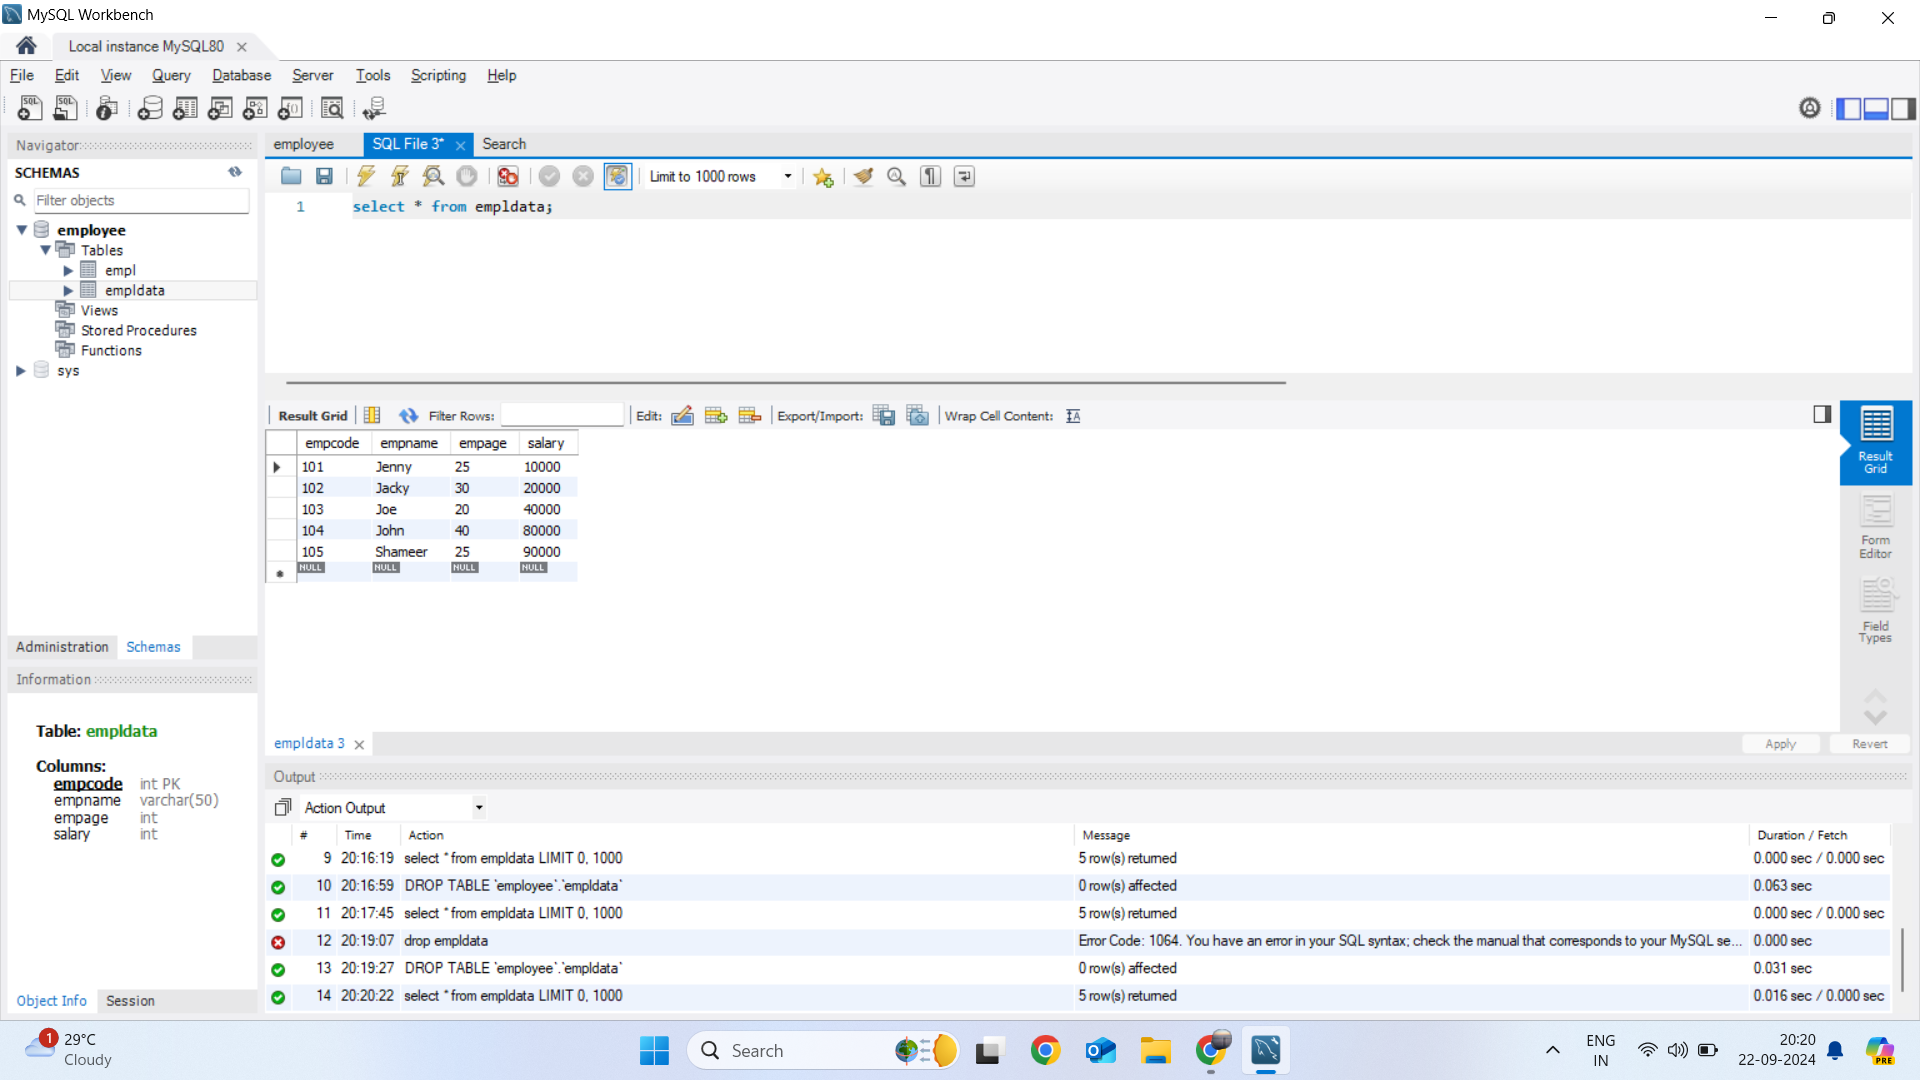 MySQL Workbench
Local instance MySQL80
File Edit View Query Database Server Tools Scripting Help
Navigator
SCHEMAS
Filter objects
employee
Tables
empl
empldata
Views
Stored Procedures
Functions
sys
Administration Schemas
Information
Table: empldata
Columns:
empcode int PK
empname varchar(50)
empage int
salary int
Object Info Session
employee SQL File 3* Search
Limit to 1000 rows
1 select * from empldata;
Result Grid Filter Rows: Edit: Export/Import: Wrap Cell Content:
empcode empname empage salary
101 Jenny 25 10000
102 Jacky 30 20000
103 Joe 20 40000
104 John 40 80000
105 Shameer 25 90000
NULL NULL NULL NULL
Result
Grid
Form
Editor
Field
Types
empldata 3
Apply Revert
Output
Action Output
# Time Action Message Duration / Fetch
9 20:16:19 select * from empldata LIMIT 0, 1000 5 row(s) returned 0.000 sec / 0.000 sec
10 20:16:59 DROP TABLE `employee`.`empldata` 0 row(s) affected 0.063 sec
11 20:17:45 select * from empldata LIMIT 0, 1000 5 row(s) returned 0.000 sec / 0.000 sec
12 20:19:07 drop empldata Error Code: 1064. You have an error in your SQL syntax; check the manual that corresponds to your MySQL se... 0.000 sec
13 20:19:27 DROP TABLE `employee`.`empldata` 0 row(s) affected 0.031 sec
14 20:20:22 select * from empldata LIMIT 0, 1000 5 row(s) returned 0.016 sec / 0.000 sec
1
29°C
Cloudy
Search
ENG
IN
20:20
22-09-2024
PRE